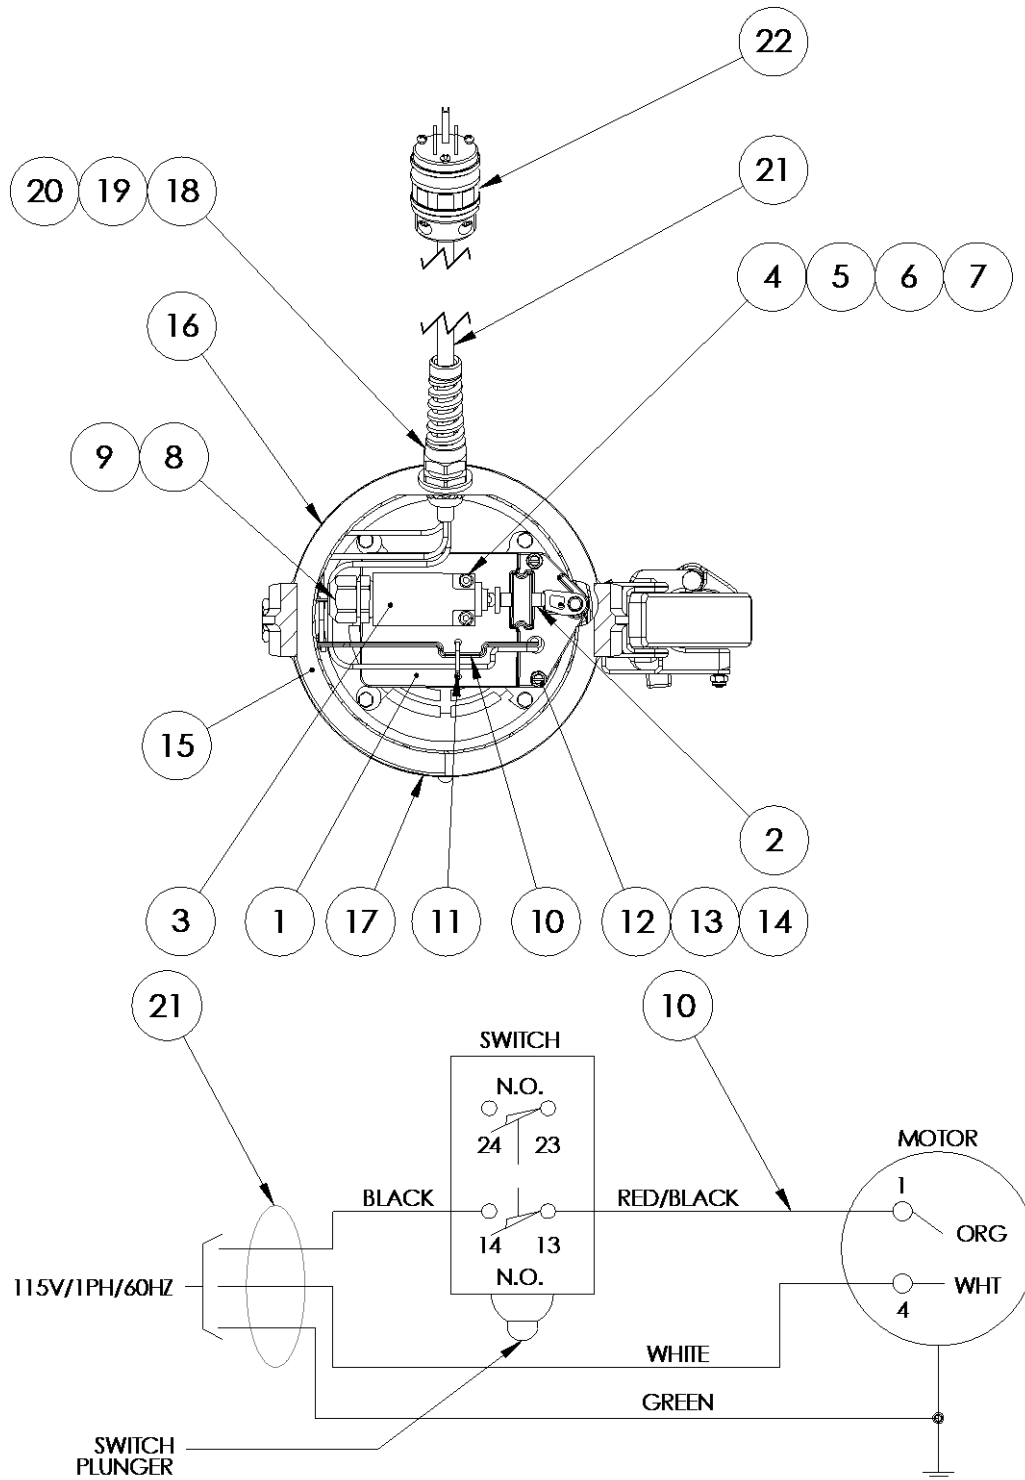 22
20 19 18
21
4 5 6 7
16
9 8
15
2
3 1 17 11 10 12 13 14
21
10
SWITCH
N.O.
24 23
MOTOR
1
BLACK
RED/BLACK
ORG
14 13
115V/1PH/60HZ
N.O.
WHT
4
WHITE
GREEN
SWITCH
PLUNGER